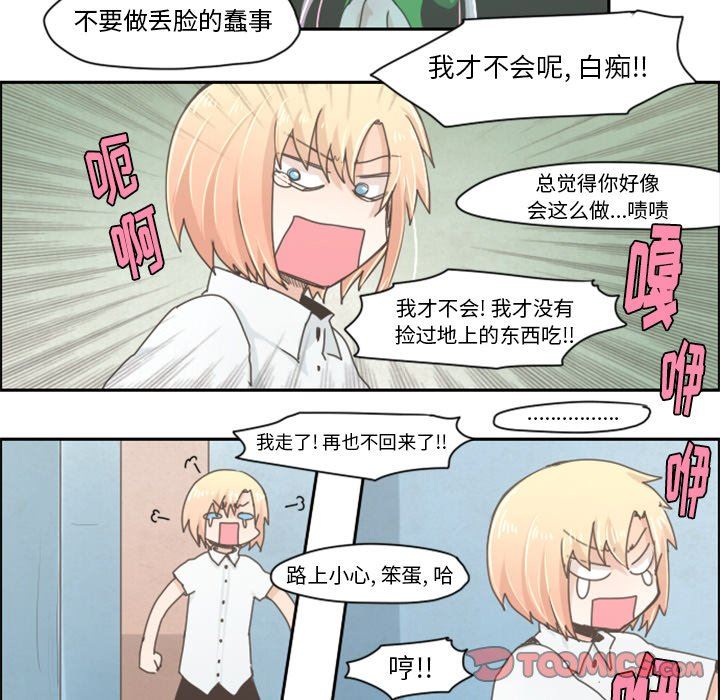 不要做丢脸的蠢事
我才不会呢, 白痴!!
呃啊
总觉得你好像
会这么做...啧啧
嘎
咿
咿
我才不会! 我才没有
捡过地上的东西吃!!
................
我走了! 再也不回来了!!
路上小心, 笨蛋, 哈
哼!!
TOOMICS